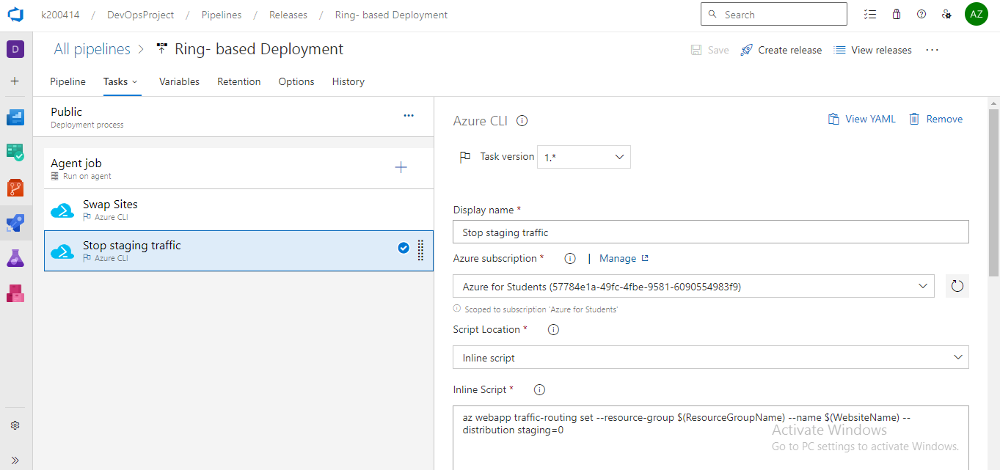 k200414 / DevOpsProject / Pipelines / Releases / Ring- based Deployment
Search
AZ
D
All pipelines > Ring- based Deployment
Save
Create release
View releases
Pipeline Tasks Variables Retention Options History
Public
Deployment process
Agent job
Run on agent
Swap Sites
Azure CLI
Stop staging traffic
Azure CLI
Azure CLI
View YAML
Remove
Task version 1.*
Display name *
Stop staging traffic
Azure subscription * | Manage
Azure for Students (57784e1a-49fc-4fbe-9581-6090554983f9)
Scoped to subscription 'Azure for Students'
Script Location *
Inline script
Inline Script *
az webapp traffic-routing set --resource-group $(ResourceGroupName) --name $(WebsiteName) --
distribution staging=0
Activate Windows
Go to PC settings to activate Windows.